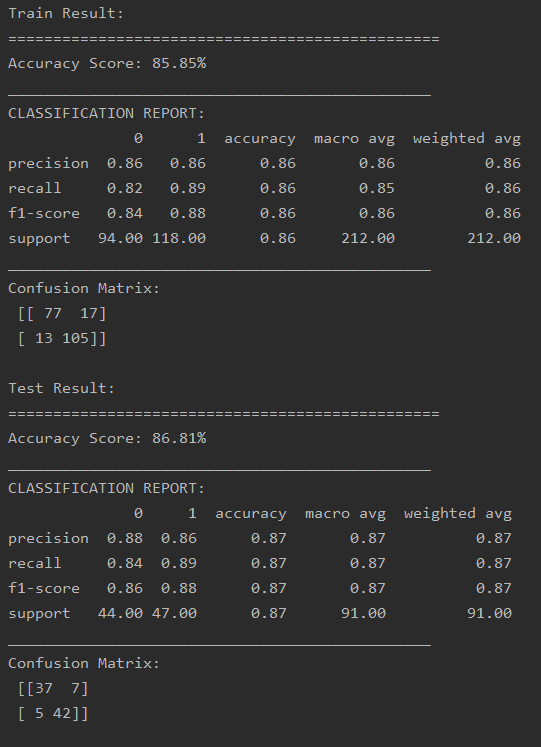 Train Result:
================================================
Accuracy Score: 85.85%
_______________________________________________
CLASSIFICATION REPORT:
              0      1  accuracy  macro avg  weighted avg
precision  0.86   0.86      0.86       0.86          0.86
recall     0.82   0.89      0.86       0.85          0.86
f1-score   0.84   0.88      0.86       0.86          0.86
support   94.00 118.00      0.86     212.00        212.00
_______________________________________________
Confusion Matrix:
 [[ 77  17]
 [ 13 105]]

Test Result:
================================================
Accuracy Score: 86.81%
_______________________________________________
CLASSIFICATION REPORT:
              0     1  accuracy  macro avg  weighted avg
precision  0.88  0.86      0.87       0.87          0.87
recall     0.84  0.89      0.87       0.87          0.87
f1-score   0.86  0.88      0.87       0.87          0.87
support   44.00 47.00      0.87      91.00         91.00
_______________________________________________
Confusion Matrix:
 [[37  7]
 [ 5 42]]